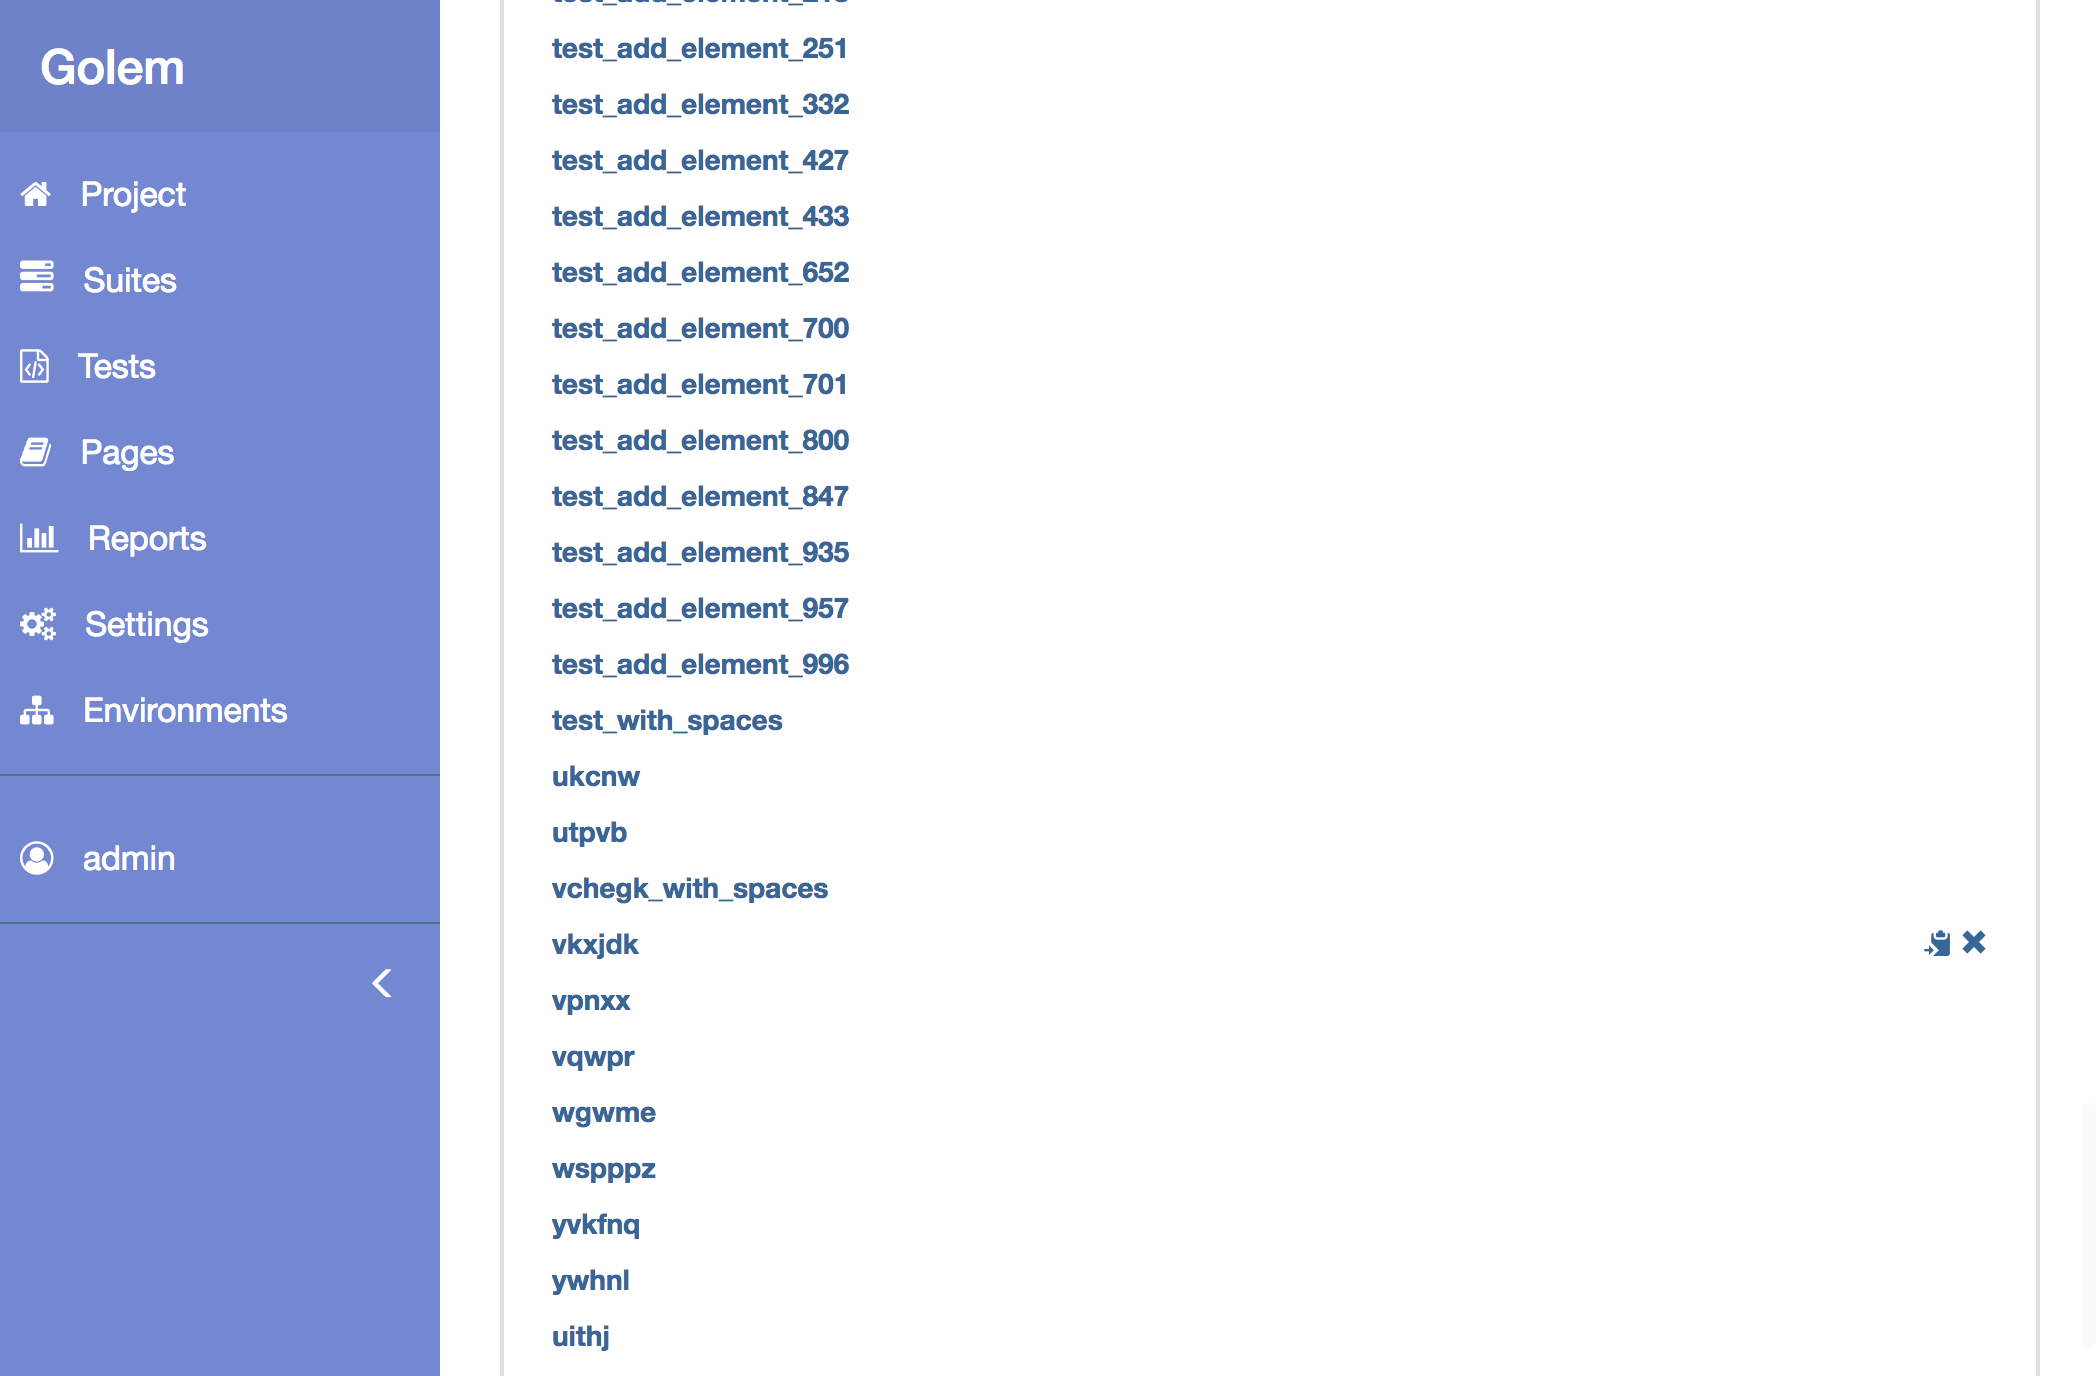 Golem
Project
Suites
Tests
Pages
Reports
Settings
Environments
admin
test_add_element_251
test_add_element_332
test_add_element_427
test_add_element_433
test_add_element_652
test_add_element_700
test_add_element_701
test_add_element_800
test_add_element_847
test_add_element_935
test_add_element_957
test_add_element_996
test_with_spaces
ukcnw
utpvb
vchegk_with_spaces
vkxjdk
vpnxx
vqwpr
wgwme
wspppz
yvkfnq
ywhnl
uithj